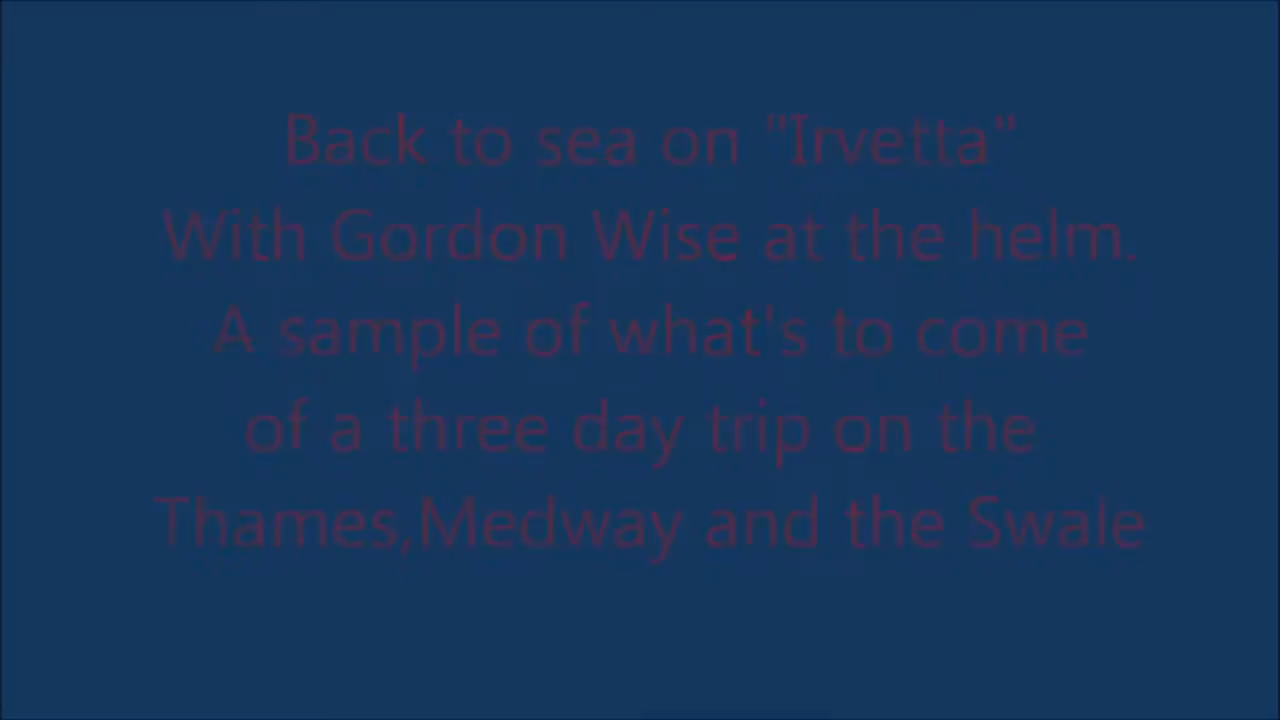 Back to sea on "Irvetta"
With Gordon Wise at the helm.
A sample of what's to come
of a three day trip on the
Thames,Medway and the Swale